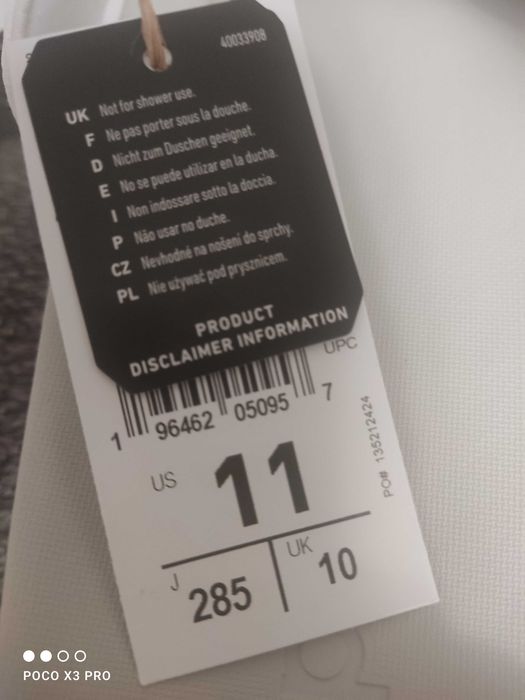 40033908
UK Not for shower use.
F Ne pas porter sous la douche.
D Nicht zum Duschen geeignet.
E No se puede utilizar en la ducha.
I Non indossare sotto la doccia.
P Não usar no duche.
CZ Nevhodné na nošení do sprchy.
PL Nie używać pod prysznicem.
PRODUCT
DISCLAIMER INFORMATION
UPC
1 96462 05095 7
PO# 135212424
US 11
J 285 UK 10
POCO X3 PRO